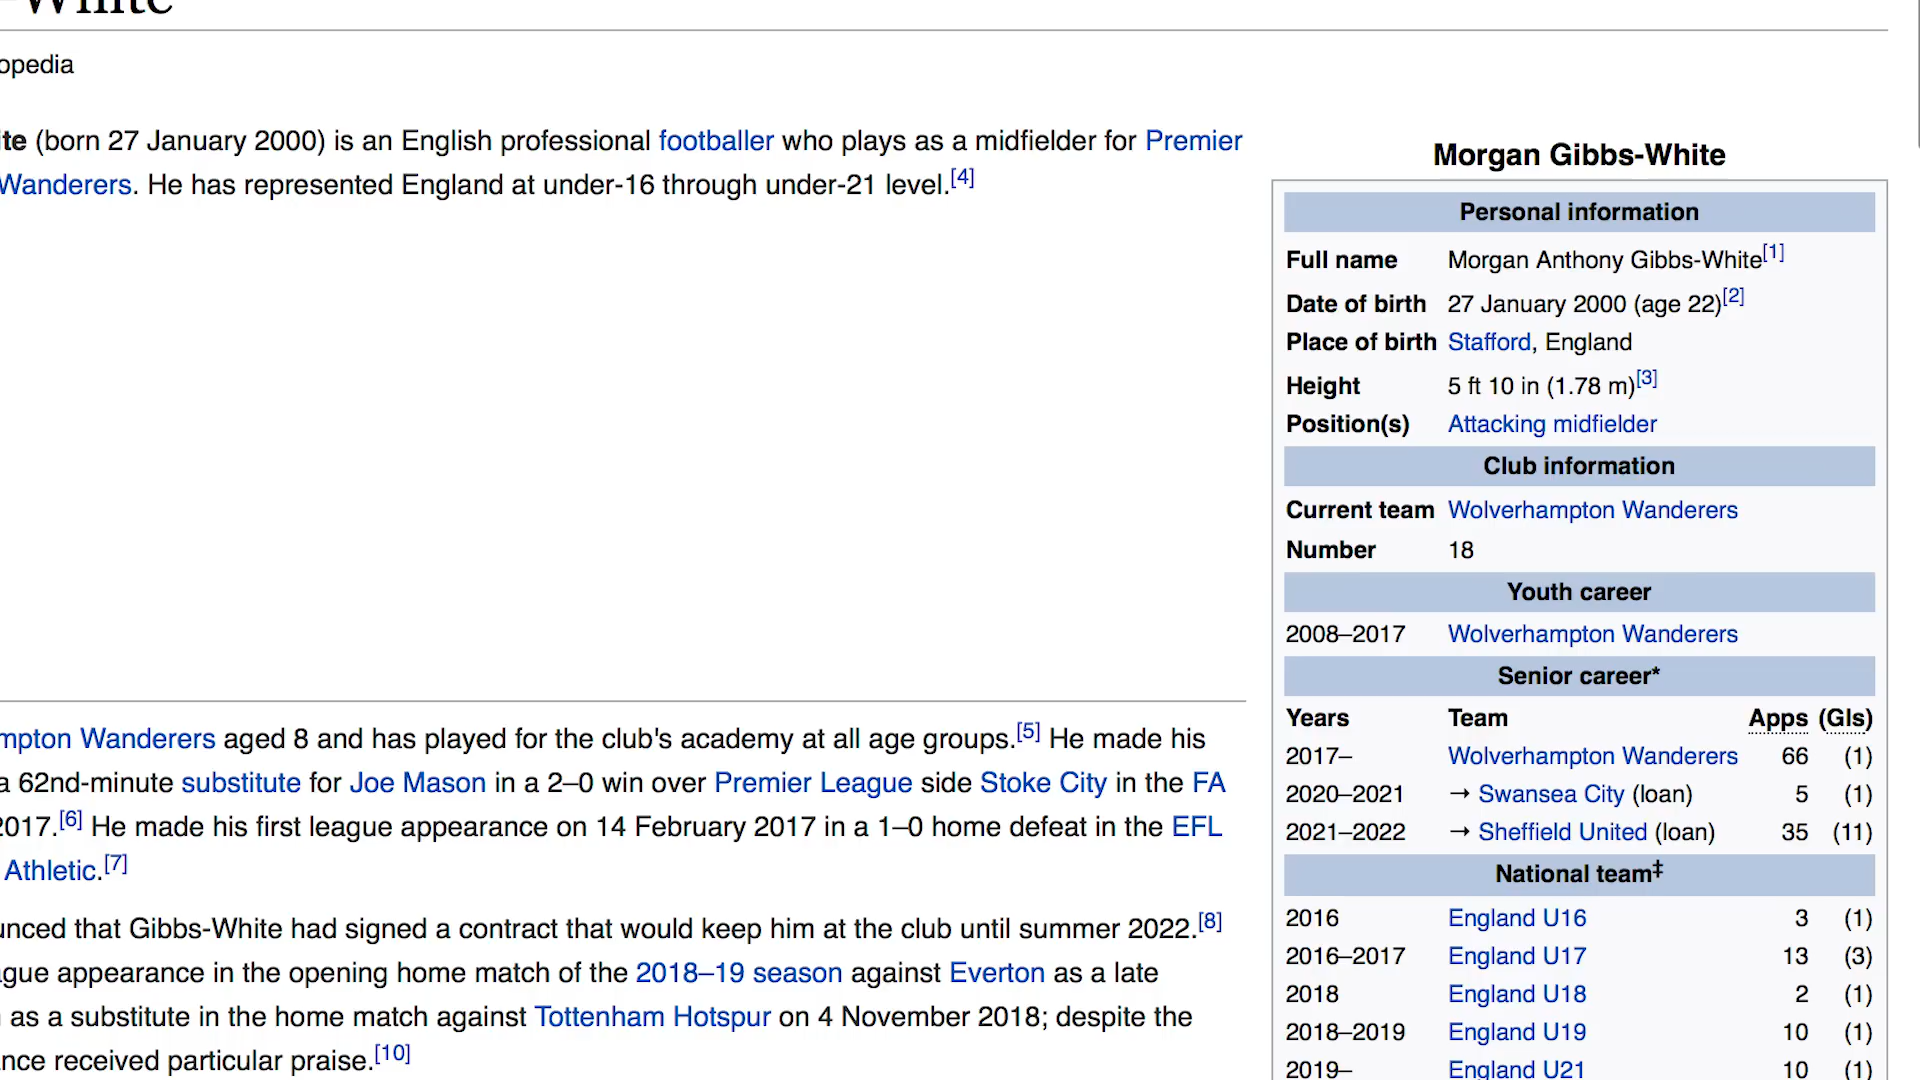 -White
opedia
te (born 27 January 2000) is an English professional footballer who plays as a midfielder for Premier
Wanderers. He has represented England at under-16 through under-21 level.[4]
mpton Wanderers aged 8 and has played for the club's academy at all age groups.[5] He made his
a 62nd-minute substitute for Joe Mason in a 2–0 win over Premier League side Stoke City in the FA
2017.[6] He made his first league appearance on 14 February 2017 in a 1–0 home defeat in the EFL
Athletic.[7]
unced that Gibbs-White had signed a contract that would keep him at the club until summer 2022.[8]
gue appearance in the opening home match of the 2018–19 season against Everton as a late
as a substitute in the home match against Tottenham Hotspur on 4 November 2018; despite the
nce received particular praise.[10]
Morgan Gibbs-White
Personal information
Full name Morgan Anthony Gibbs-White[1]
Date of birth 27 January 2000 (age 22)[2]
Place of birth Stafford, England
Height 5 ft 10 in (1.78 m)[3]
Position(s) Attacking midfielder
Club information
Current team Wolverhampton Wanderers
Number 18
Youth career
2008–2017 Wolverhampton Wanderers
Senior career*
Years Team Apps (Gls)
2017– Wolverhampton Wanderers 66 (1)
2020–2021 → Swansea City (loan) 5 (1)
2021–2022 → Sheffield United (loan) 35 (11)
National team‡
2016 England U16 3 (1)
2016–2017 England U17 13 (3)
2018 England U18 2 (1)
2018–2019 England U19 10 (1)
2019– England U21 10 (1)